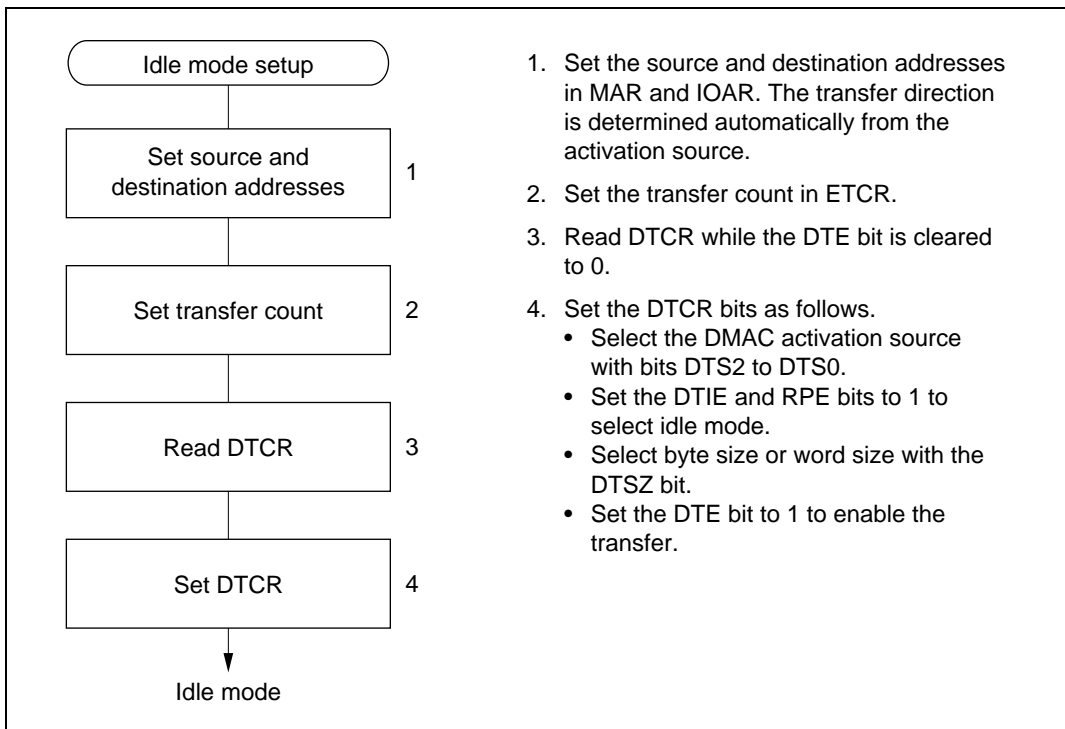 Idle mode setup
Set source and
destination addresses
1
Set transfer count
2
Read DTCR
3
Set DTCR
4
Idle mode
1. Set the source and destination addresses
in MAR and IOAR. The transfer direction
is determined automatically from the
activation source.
2. Set the transfer count in ETCR.
3. Read DTCR while the DTE bit is cleared
to 0.
4. Set the DTCR bits as follows.
• Select the DMAC activation source
with bits DTS2 to DTS0.
• Set the DTIE and RPE bits to 1 to
select idle mode.
• Select byte size or word size with the
DTSZ bit.
• Set the DTE bit to 1 to enable the
transfer.